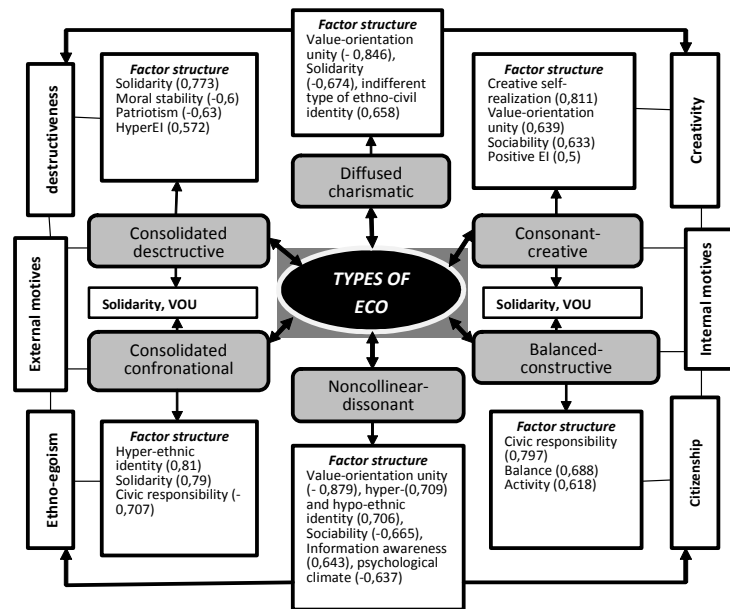 Factor structure
Value-orientation
unity (- 0,846),
Solidarity
(-0,674), indifferent
type of ethno-civil
identity (0,658)
Factor structure
Solidarity (0,773)
Moral stability (-0,6)
Patriotism (-0,63)
HyperEI (0,572)
Factor structure
Creative self-
realization (0,811)
Value-orientation
unity (0,639)
Sociability (0,633)
Positive EI (0,5)
destructiveness
Creativity
Diffused
charismatic
Consolidated
desctructive
Consonant-
creative
TYPES OF
ECO
External motives
Internal motives
Solidarity, VOU
Solidarity, VOU
Consolidated
confronational
Balanced-
constructive
Noncollinear-
dissonant
Ethno-egoism
Citizenship
Factor structure
Hyper-ethnic
identity (0,81)
Solidarity (0,79)
Civic responsibility (-
0,707)
Factor structure
Value-orientation unity
(- 0,879), hyper-(0,709)
and hypo-ethnic
identity (0,706),
Sociability (-0,665),
Information awareness
(0,643), psychological
climate (-0,637)
Factor structure
Civic responsibility
(0,797)
Balance (0,688)
Activity (0,618)